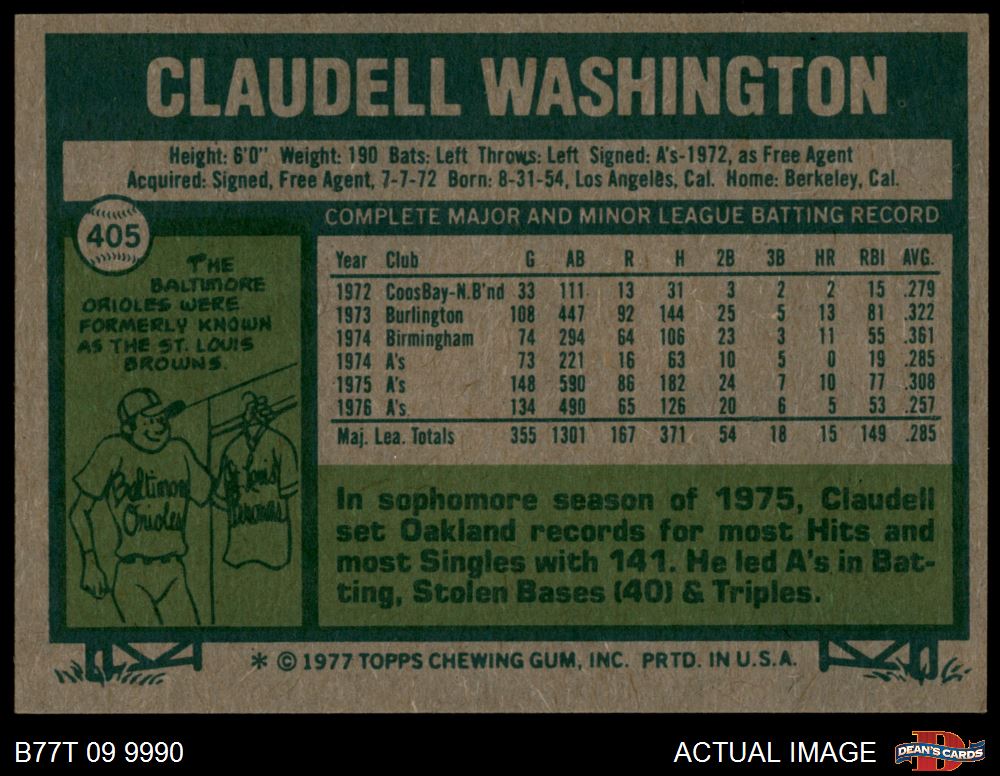 CLAUDELL WASHINGTON
Height: 6'0" Weight: 190 Bats: Left Throws: Left Signed: A's-1972, as Free Agent
Acquired: Signed, Free Agent, 7-7-72 Born: 8-31-54, Los Angeles, Cal. Home: Berkeley, Cal.
405
THE
BALTIMORE
ORIOLES WERE
FORMERLY KNOWN
AS THE ST. LOUIS
BROWNS.
Baltimore
Orioles
St. Louis
Browns
COMPLETE MAJOR AND MINOR LEAGUE BATTING RECORD
Year Club G AB R H 2B 3B HR RBI AVG.
1972 CoosBay-N.B'nd 33 111 13 31 3 2 2 15 .279
1973 Burlington 108 447 92 144 25 5 13 81 .322
1974 Birmingham 74 294 64 106 23 3 11 55 .361
1974 A's 73 221 16 63 10 5 0 19 .285
1975 A's 148 590 86 182 24 7 10 77 .308
1976 A's 134 490 65 126 20 6 5 53 .257
Maj. Lea. Totals 355 1301 167 371 54 18 15 149 .285
In sophomore season of 1975, Claudell
set Oakland records for most Hits and
most Singles with 141. He led A's in Bat-
ting, Stolen Bases (40) & Triples.
* © 1977 TOPPS CHEWING GUM, INC. PRTD. IN U.S.A.
B77T 09 9990
ACTUAL IMAGE
D
DEAN'S CARDS